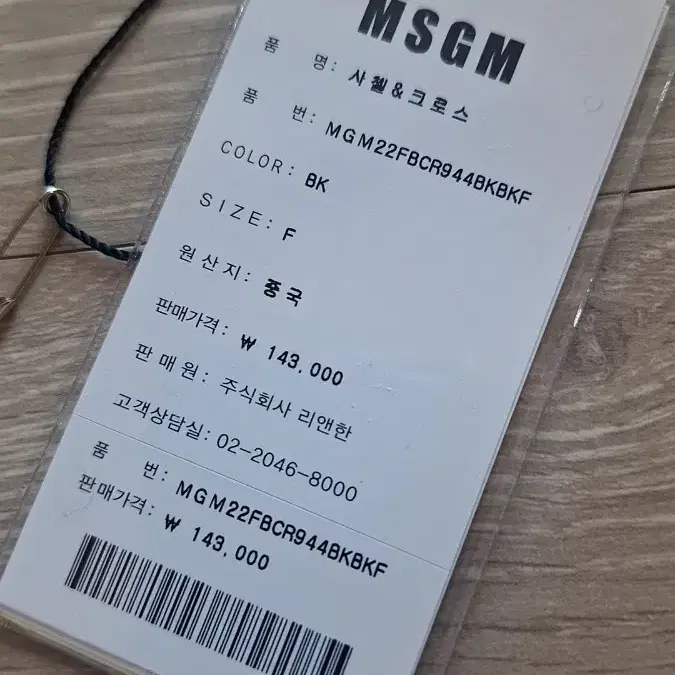 MSGM
품 명: 사첼&크로스
품 번: MGM22FBCR944BKBKF
COLOR: BK
SIZE: F
원산지: 중국
판매가격: ₩ 143,000
판매원: 주식회사 리앤한
고객상담실: 02-2046-8000
품 번: MGM22FBCR944BKBKF
판매가격: ₩ 143,000